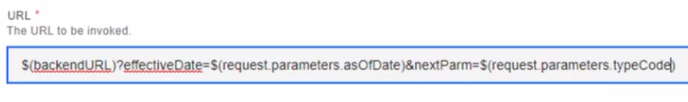 URL *
The URL to be invoked.
$(backendURL)?effectiveDate=$(request.parameters.asOfDate)&nextParm=$(request.parameters.typeCode)